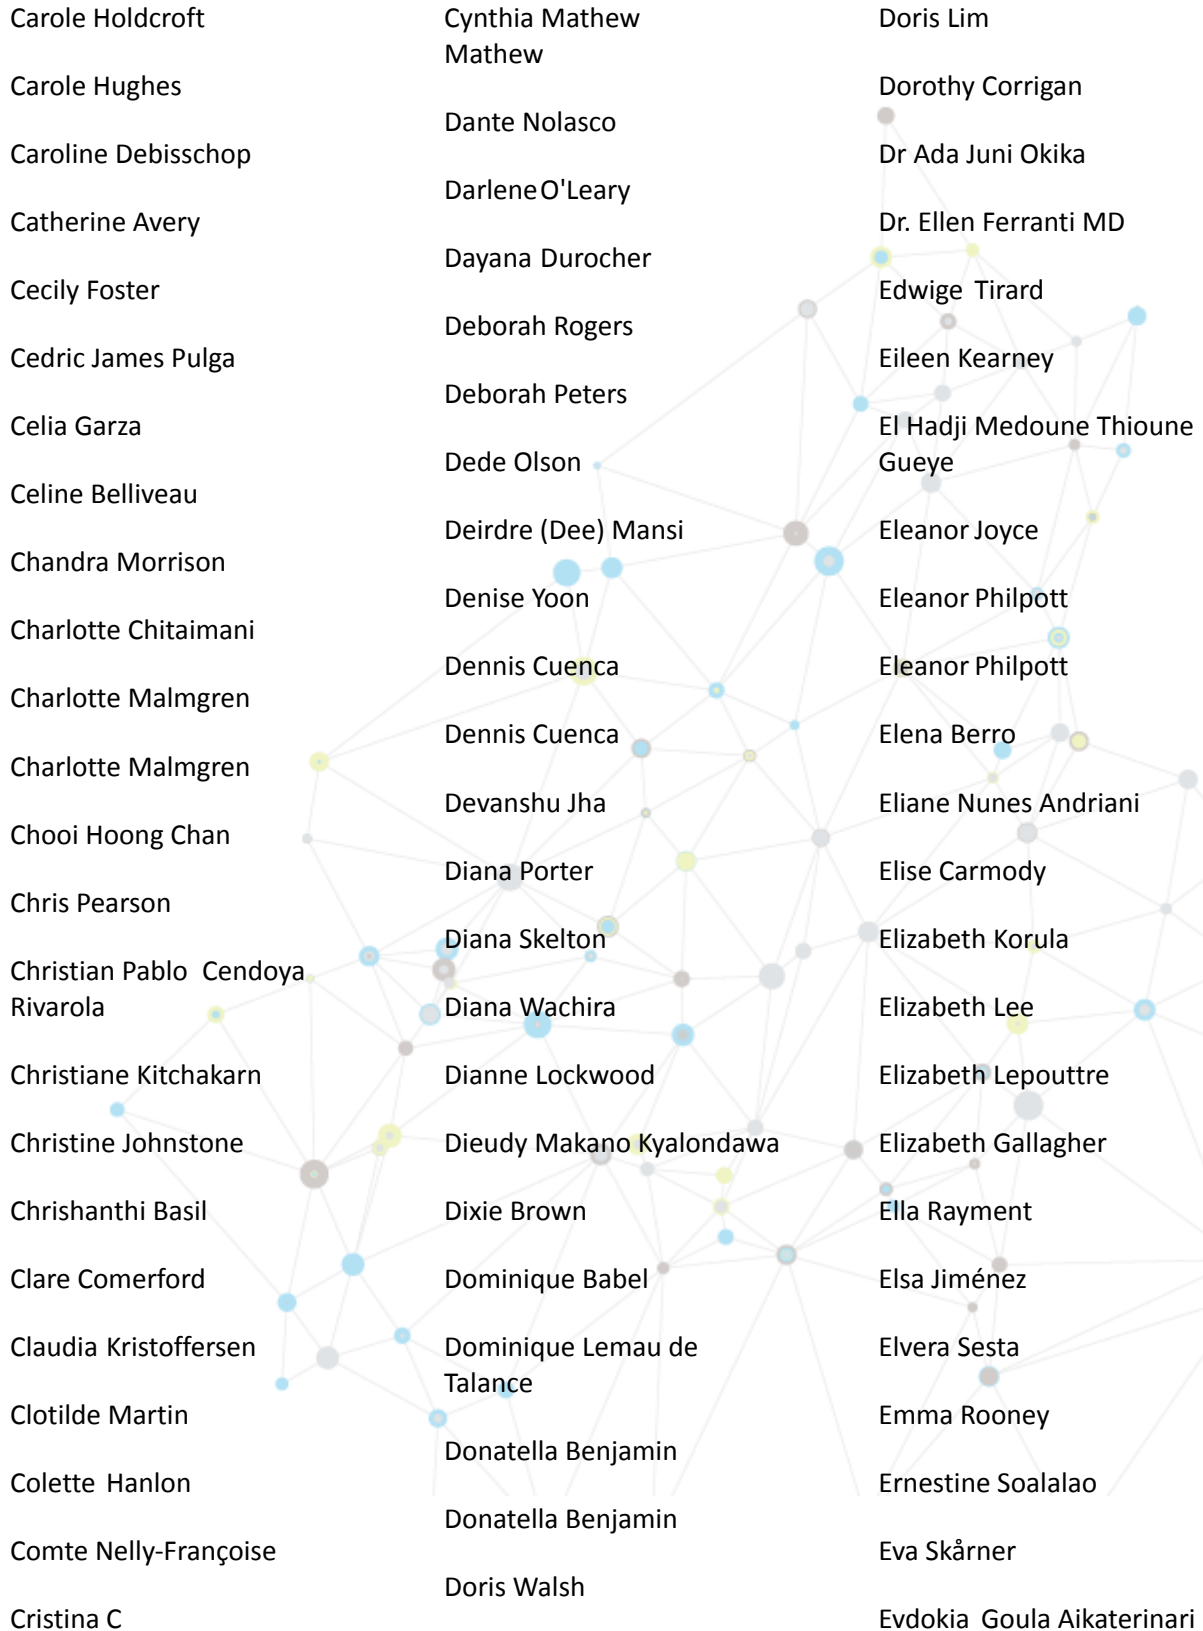 Carole Holdcroft
Carole Hughes
Caroline Debisschop
Catherine Avery
Cecily Foster
Cedric James Pulga
Celia Garza
Celine Belliveau
Chandra Morrison
Charlotte Chitaimani
Charlotte Malmgren
Charlotte Malmgren
Chooi Hoong Chan
Chris Pearson
Christian Pablo Cendoya
Rivarola
Christiane Kitchakarn
Christine Johnstone
Chrishanthi Basil
Clare Comerford
Claudia Kristoffersen
Clotilde Martin
Colette Hanlon
Comte Nelly-Françoise
Cristina C
Cynthia Mathew
Mathew
Dante Nolasco
Darlene O'Leary
Dayana Durocher
Deborah Rogers
Deborah Peters
Dede Olson
Deirdre (Dee) Mansi
Denise Yoon
Dennis Cuenca
Dennis Cuenca
Devanshu Jha
Diana Porter
Diana Skelton
Diana Wachira
Dianne Lockwood
Dieudy Makano Kyalondawa
Dixie Brown
Dominique Babel
Dominique Lemau de
Talance
Donatella Benjamin
Donatella Benjamin
Doris Walsh
Doris Lim
Dorothy Corrigan
Dr Ada Juni Okika
Dr. Ellen Ferranti MD
Edwige Tirard
Eileen Kearney
El Hadji Medoune Thioune
Gueye
Eleanor Joyce
Eleanor Philpott
Eleanor Philpott
Elena Berro
Eliane Nunes Andriani
Elise Carmody
Elizabeth Korula
Elizabeth Lee
Elizabeth Lepouttre
Elizabeth Gallagher
Ella Rayment
Elsa Jiménez
Elvera Sesta
Emma Rooney
Ernestine Soalalao
Eva Skårner
Evdokia Goula Aikaterinari